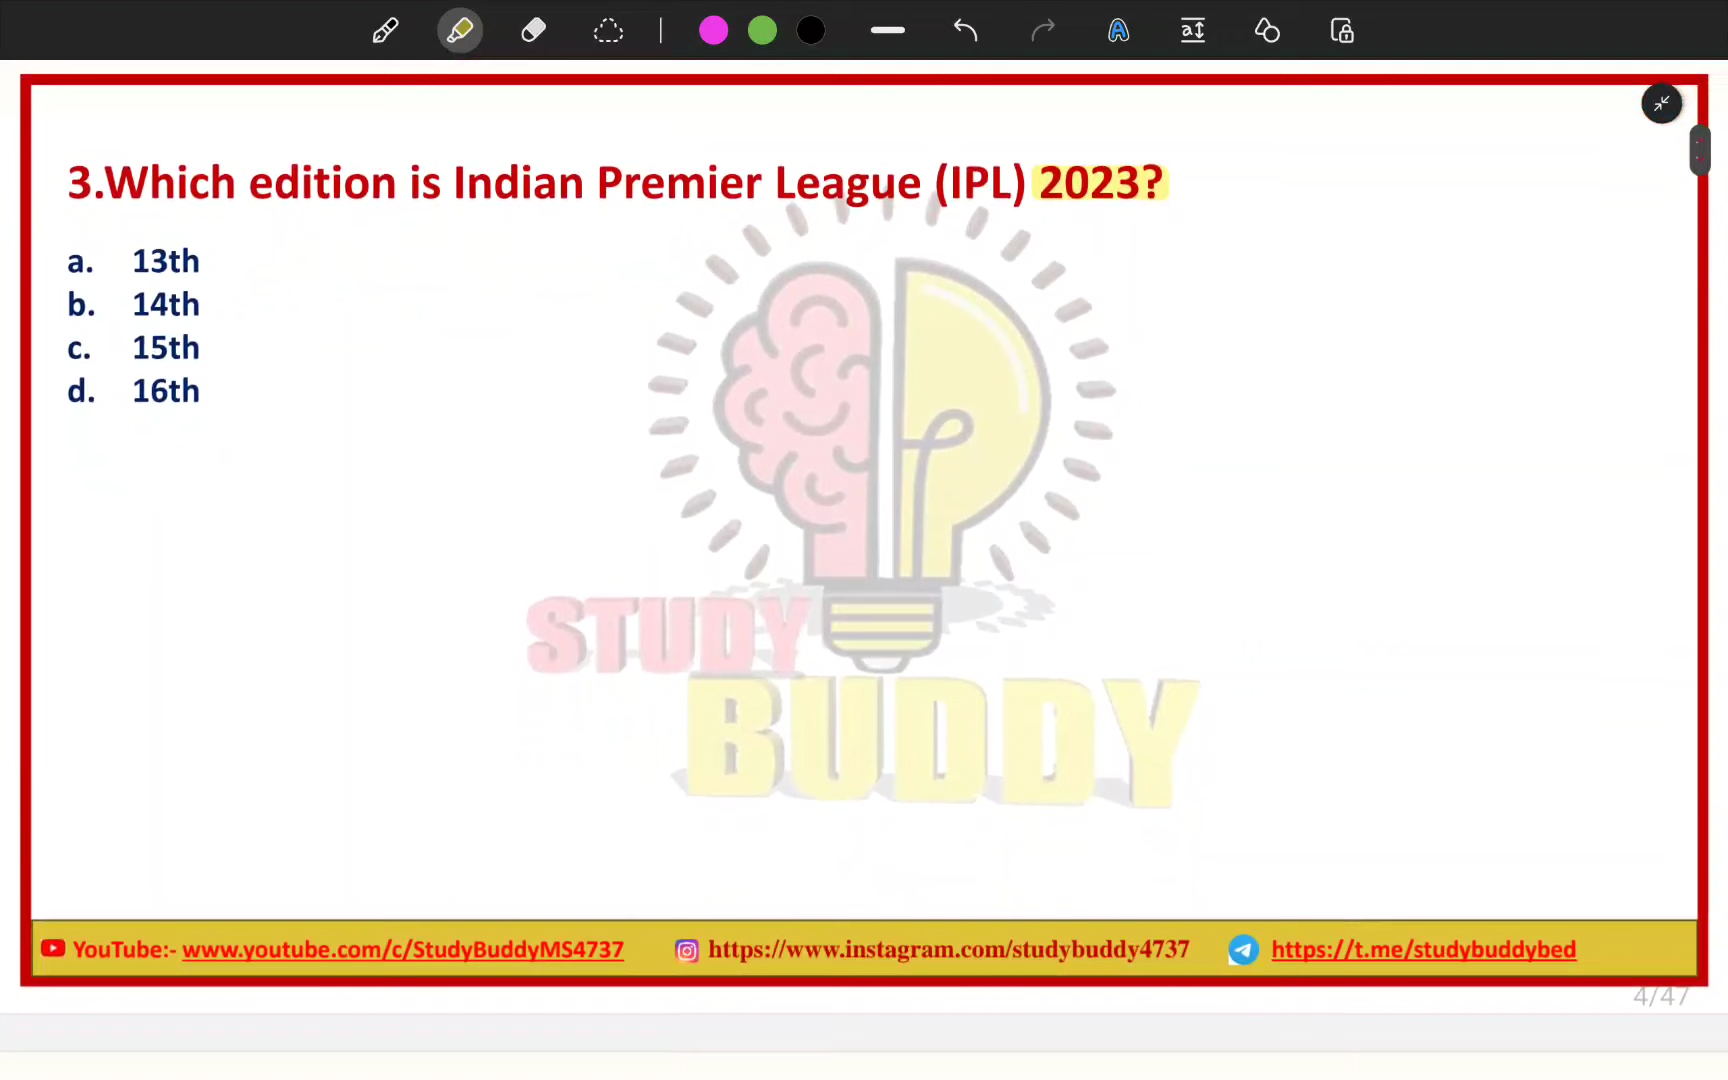 3.Which edition is Indian Premier League (IPL) 2023?
a. 13th
b. 14th
c. 15th
d. 16th
STUDY
BUDDY
YouTube:- www.youtube.com/c/StudyBuddyMS4737 https://www.instagram.com/studybuddy4737 https://t.me/studybuddybed
4/47